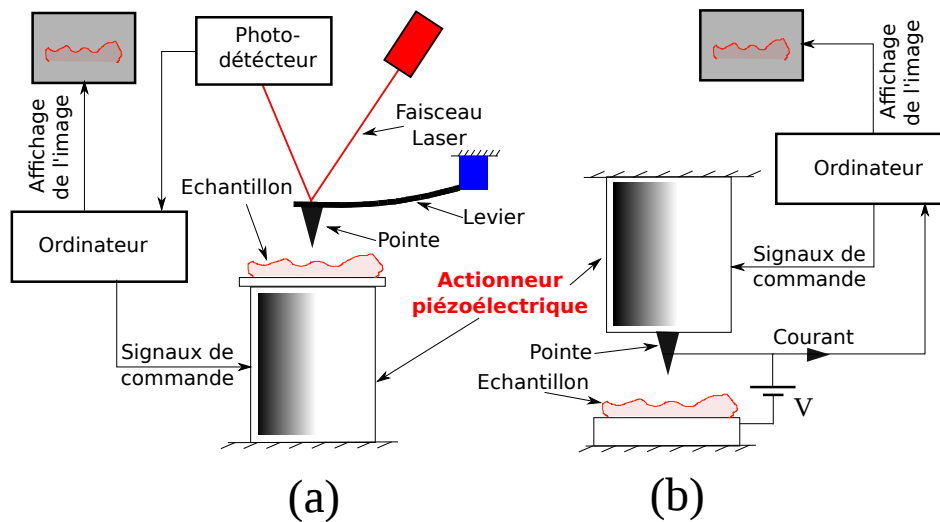 Photo-
détécteur
Affichage
de l'image
Faisceau
Laser
Echantillon
Levier
Ordinateur
Pointe
Actionneur
piézoélectrique
Signaux de
commande
(a)
Affichage
de l'image
Ordinateur
Signaux de
commande
Pointe
Courant
Echantillon
V
(b)